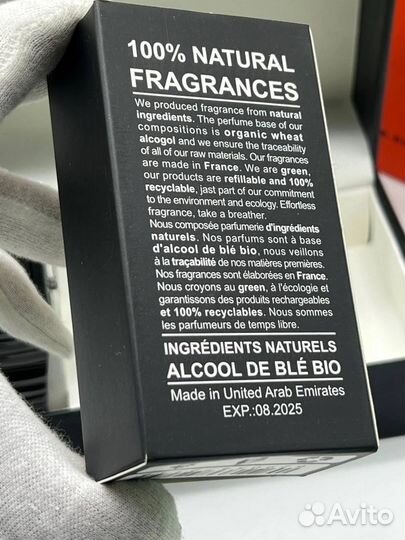 100% NATURAL
FRAGRANCES
We produced fragrance from natural
ingredients. The perfume base of our
compositions is organic wheat
alcogol and we ensure the traceability
of all of our raw materials. Our fragrances
are made in France. We are green,
our products are refillable and 100%
recyclable, jast part of our commitment
to the environment and ecology. Effortless
fragrance, take a breather.
Nous composée parfumerie d'ingrédients
naturels. Nos parfums sont à base
d'alcool de blé bio, nous veillons
à la traçabilité de nos matières premières.
Nos fragrances sont élaborées en France.
Nous croyons au green, à l'écologie et
garantissons des produits rechargeables
et 100% recyclables. Nous sommes
les parfumeurs de temps libre.
INGRÉDIENTS NATURELS
ALCOOL DE BLÉ BIO
Made in United Arab Emirates
EXP.:08.2025
Avito